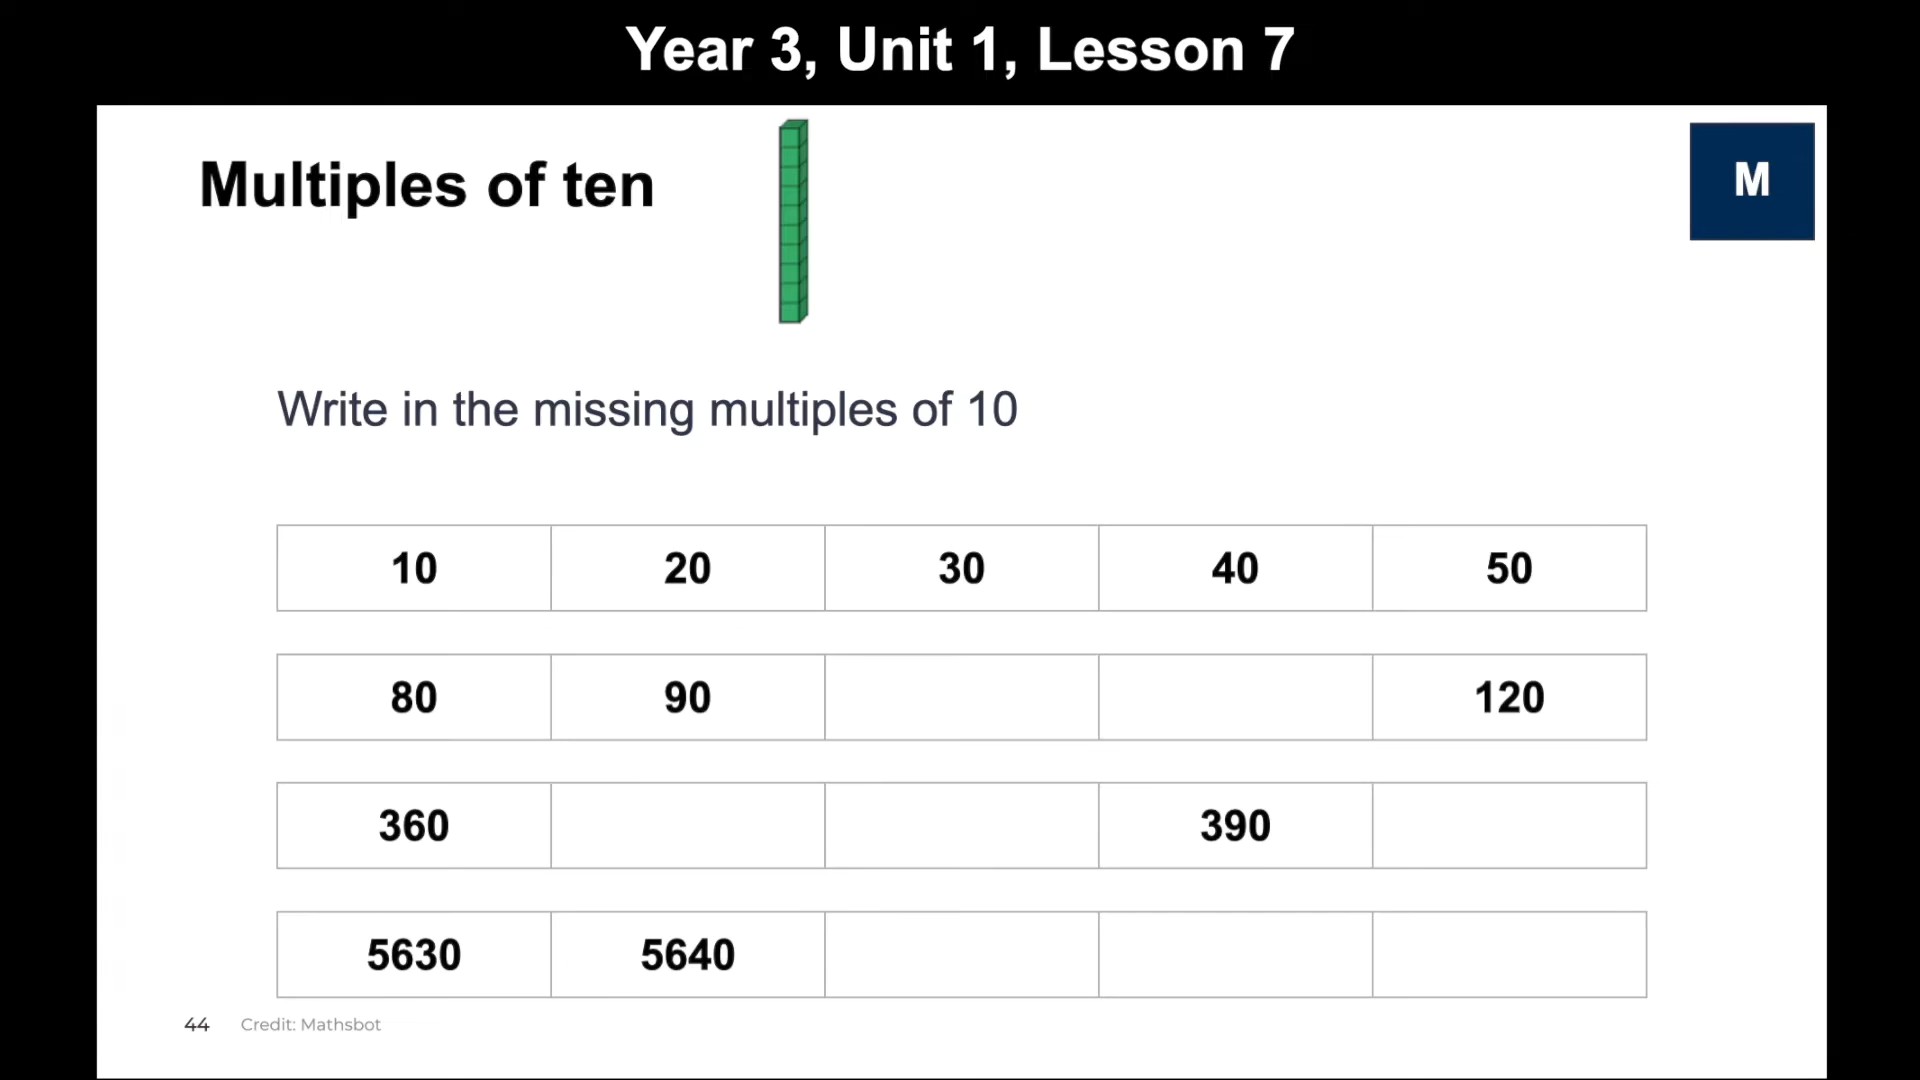 Year 3, Unit 1, Lesson 7
Multiples of ten
M
Write in the missing multiples of 10
10 20 30 40 50
80 90 120
360 390
5630 5640
44 Credit: Mathsbot